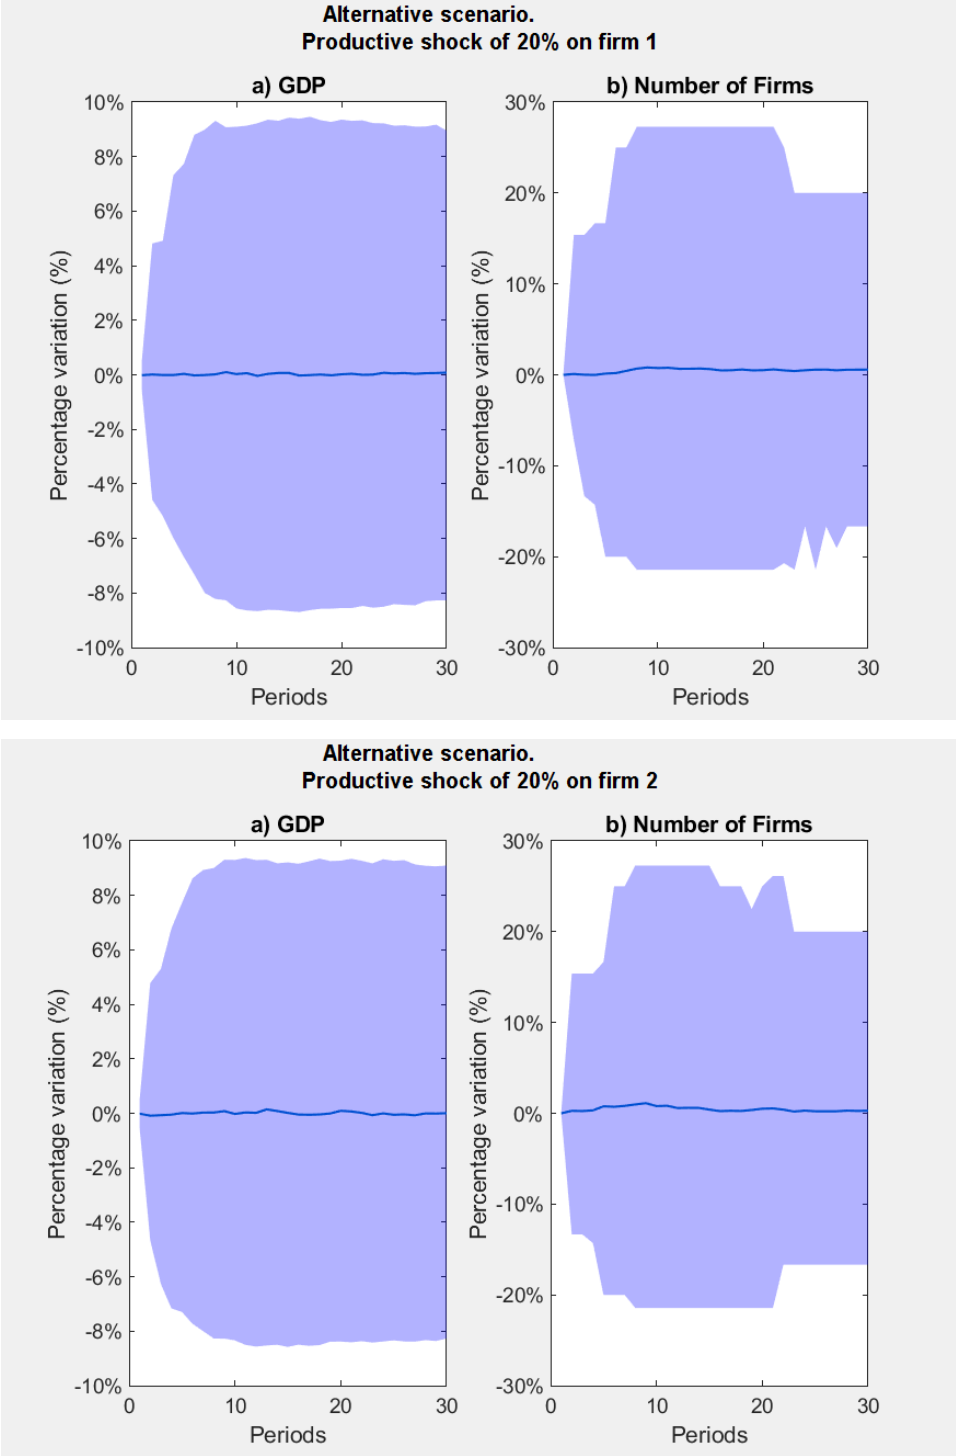 Alternative scenario.
Productive shock of 20% on firm 1
a) GDP
Percentage variation (%)
10%
8%
6%
4%
2%
0%
-2%
-4%
-6%
-8%
-10%
0 10 20 30
Periods
b) Number of Firms
Percentage variation (%)
30%
20%
10%
0%
-10%
-20%
-30%
0 10 20 30
Periods
Alternative scenario.
Productive shock of 20% on firm 2
a) GDP
Percentage variation (%)
10%
8%
6%
4%
2%
0%
-2%
-4%
-6%
-8%
-10%
0 10 20 30
Periods
b) Number of Firms
Percentage variation (%)
30%
20%
10%
0%
-10%
-20%
-30%
0 10 20 30
Periods